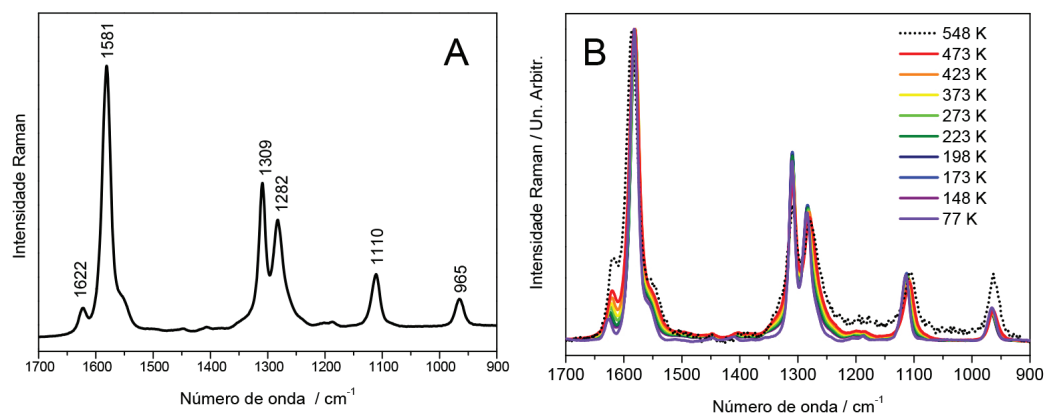 A
Intensidade Raman
1622
1581
1309
1282
1110
965
1700 1600 1500 1400 1300 1200 1100 1000 900
Número de onda / cm⁻¹
B
Intensidade Raman / Un. Arbitr.
548 K
473 K
423 K
373 K
273 K
223 K
198 K
173 K
148 K
77 K
1700 1600 1500 1400 1300 1200 1100 1000 900
Número de onda / cm⁻¹